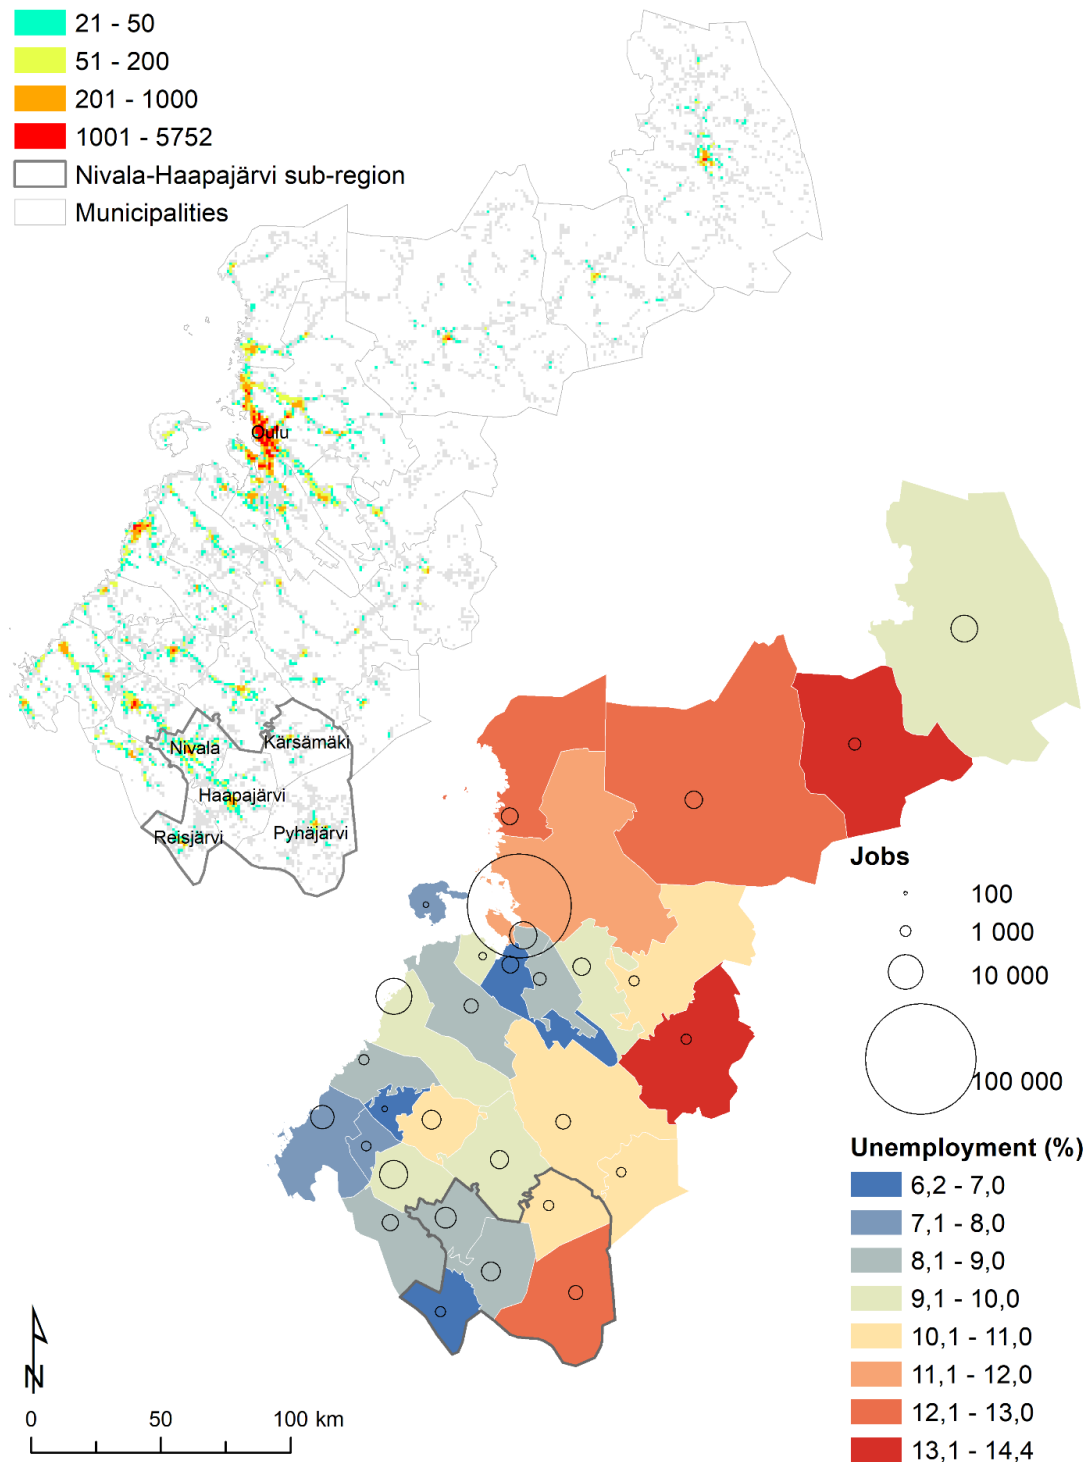 21 - 50
51 - 200
201 - 1000
1001 - 5752
Nivala-Haapajärvi sub-region
Municipalities
Oulu
Nivala
Kärsämäki
Haapajärvi
Reisjärvi
Pyhäjärvi
Jobs
100
1 000
10 000
100 000
Unemployment (%)
6,2 - 7,0
7,1 - 8,0
8,1 - 9,0
9,1 - 10,0
10,1 - 11,0
11,1 - 12,0
12,1 - 13,0
13,1 - 14,4
N
0 50 100 km